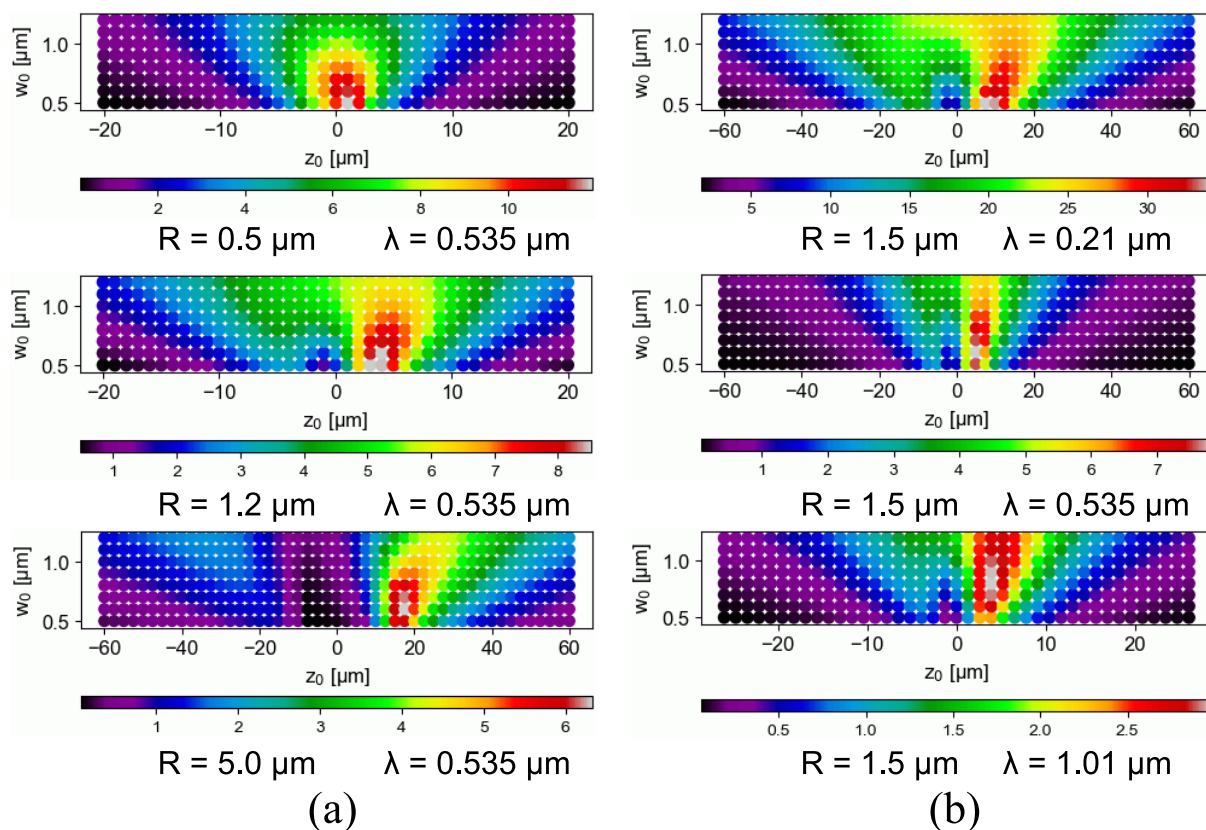 w₀ [µm]
1.0
0.5
−20 −10 0 10 20
z₀ [µm]
2 4 6 8 10
R = 0.5 µm λ = 0.535 µm
w₀ [µm]
1.0
0.5
−20 −10 0 10 20
z₀ [µm]
1 2 3 4 5 6 7 8
R = 1.2 µm λ = 0.535 µm
w₀ [µm]
1.0
0.5
−60 −40 −20 0 20 40 60
z₀ [µm]
1 2 3 4 5 6
R = 5.0 µm λ = 0.535 µm
(a)
w₀ [µm]
1.0
0.5
−60 −40 −20 0 20 40 60
z₀ [µm]
5 10 15 20 25 30
R = 1.5 µm λ = 0.21 µm
w₀ [µm]
1.0
0.5
−60 −40 −20 0 20 40 60
z₀ [µm]
1 2 3 4 5 6 7
R = 1.5 µm λ = 0.535 µm
w₀ [µm]
1.0
0.5
−20 −10 0 10 20
z₀ [µm]
0.5 1.0 1.5 2.0 2.5
R = 1.5 µm λ = 1.01 µm
(b)